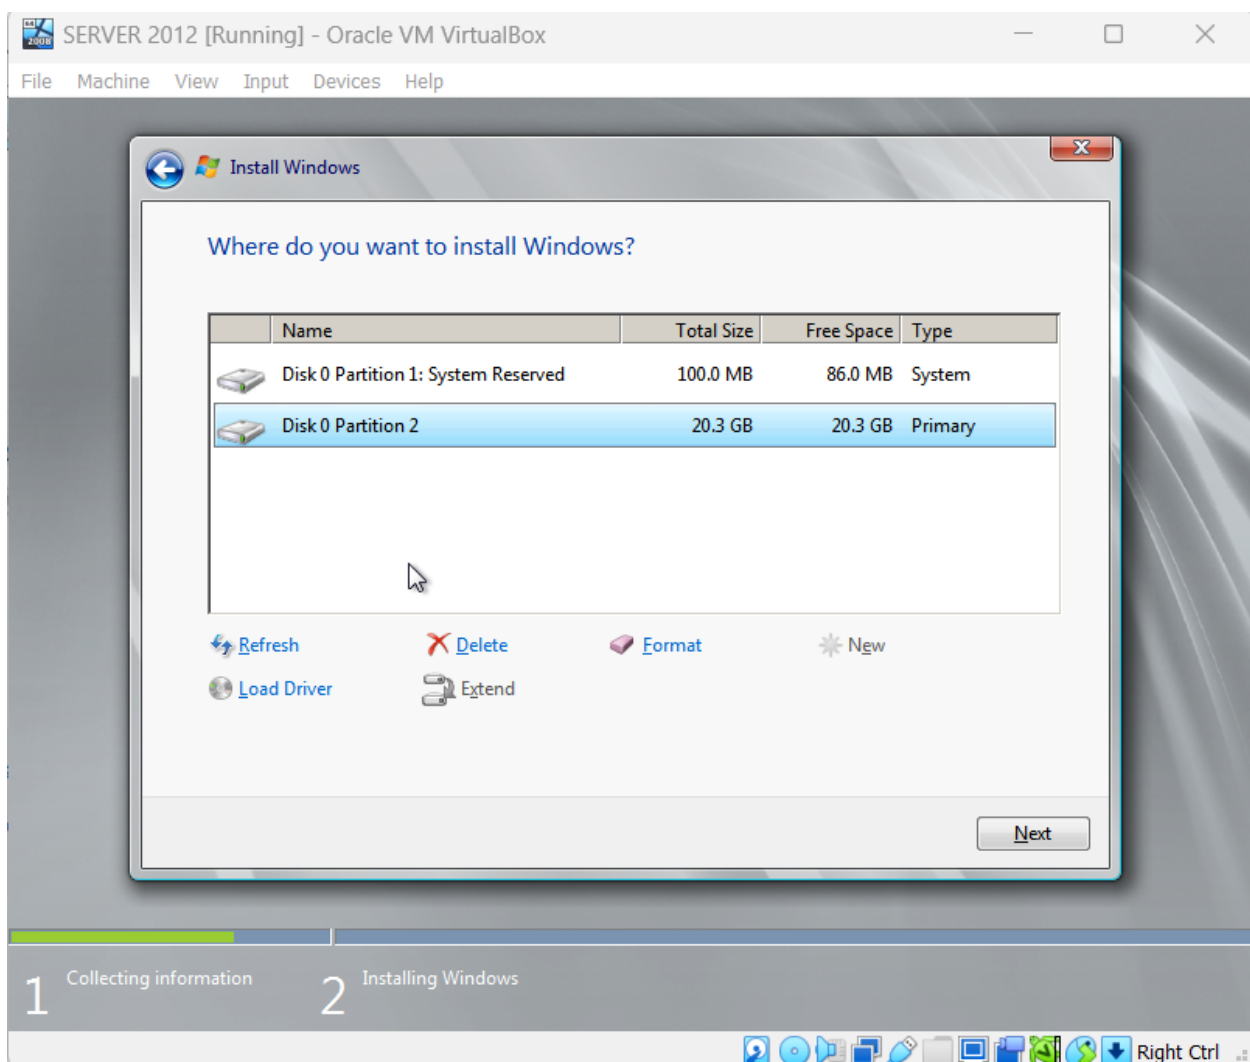 SERVER 2012 [Running] - Oracle VM VirtualBox
File Machine View Input Devices Help
Install Windows
Where do you want to install Windows?
Name Total Size Free Space Type
Disk 0 Partition 1: System Reserved 100.0 MB 86.0 MB System
Disk 0 Partition 2 20.3 GB 20.3 GB Primary
Refresh Delete Format New
Load Driver Extend
Next
1 Collecting information 2 Installing Windows
Right Ctrl
64
2008